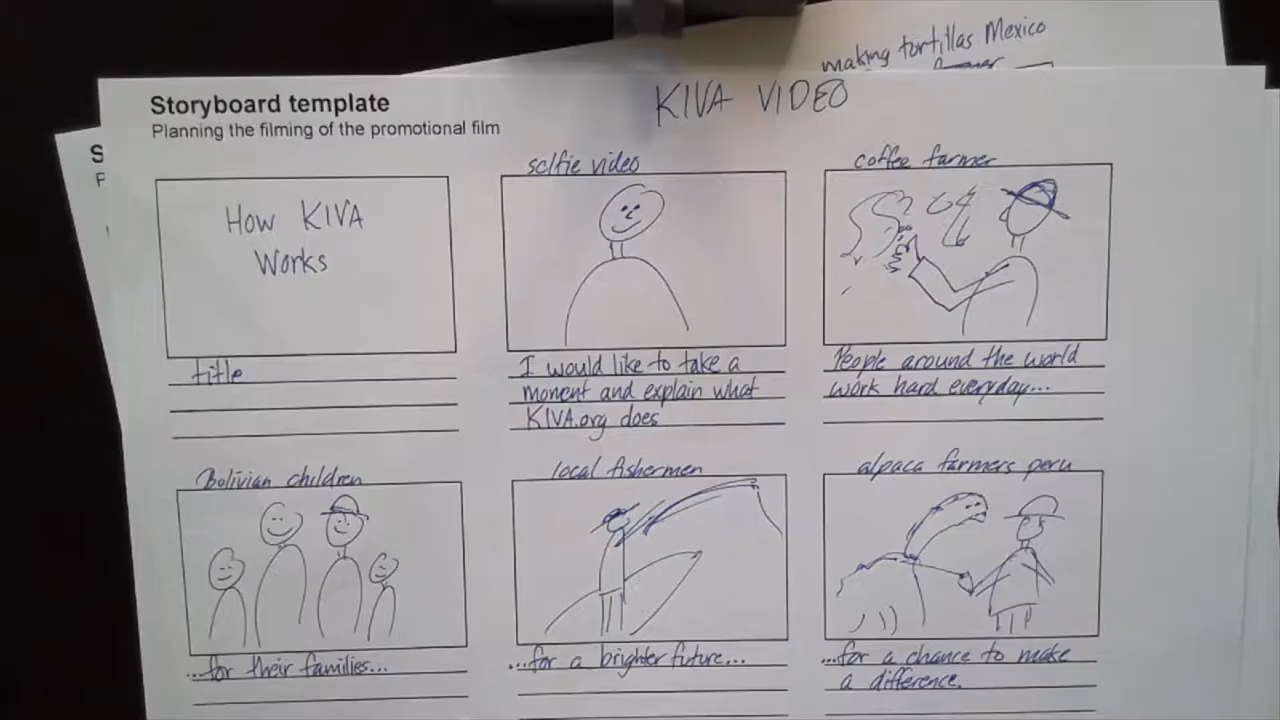 making tortillas Mexico
KIVA VIDEO
Storyboard template
Planning the filming of the promotional film
S
F
How KIVA
Works
title
selfie video
I would like to take a
moment and explain what
KIVA.org does
coffee farmer
People around the world
work hard everyday...
Bolivian children
...for their families...
local fishermen
...for a brighter future...
alpaca farmers peru
...for a chance to make
a difference.